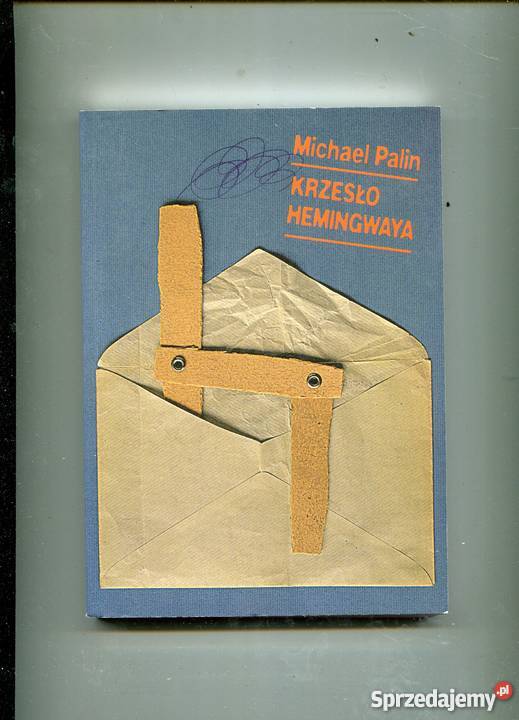 Michael Palin
KRZESŁO
HEMINGWAYA
Sprzedajemy.pl